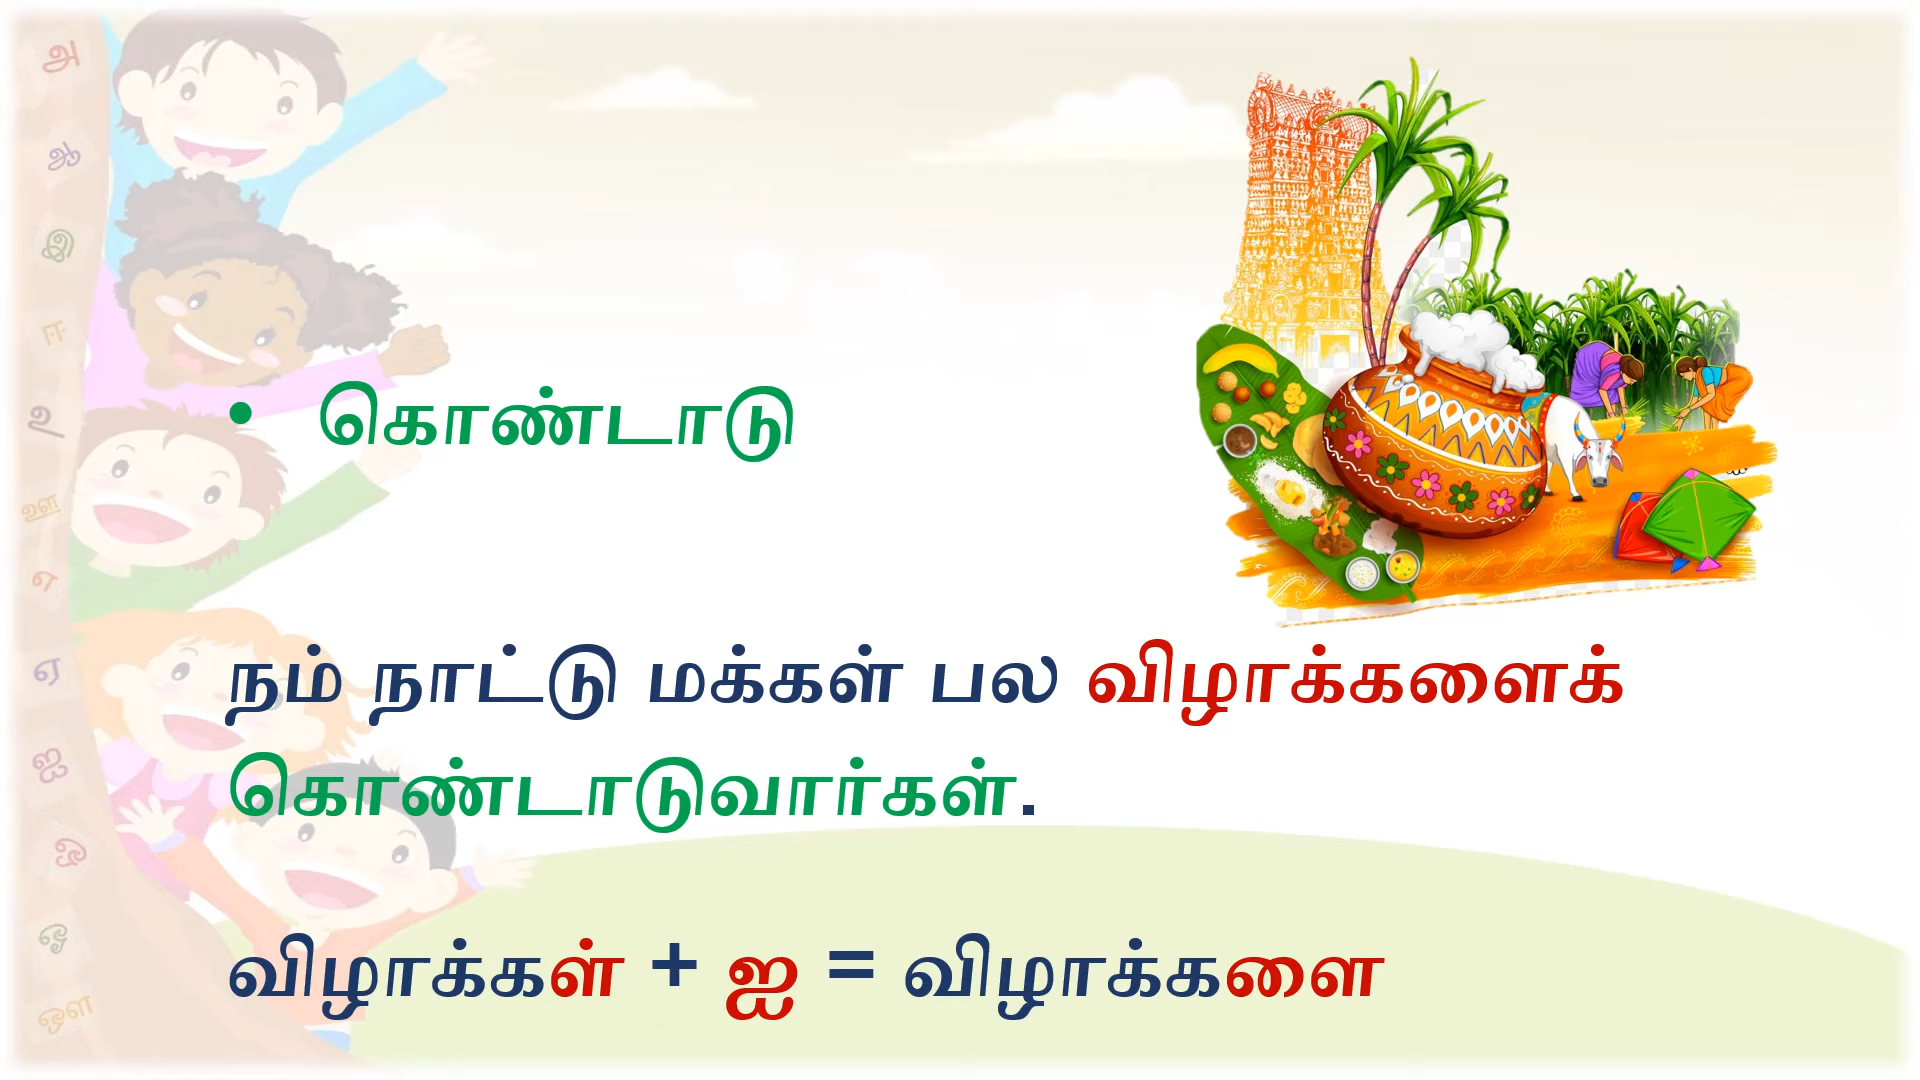 அ
ஆ
இ
ஈ
உ
ஊ
எ
ஏ
ஐ
ஒ
ஓ
ஔ
• கொண்டாடு
நம் நாட்டு மக்கள் பல விழாக்களைக்
கொண்டாடுவார்கள்.
விழாக்கள் + ஐ = விழாக்களை